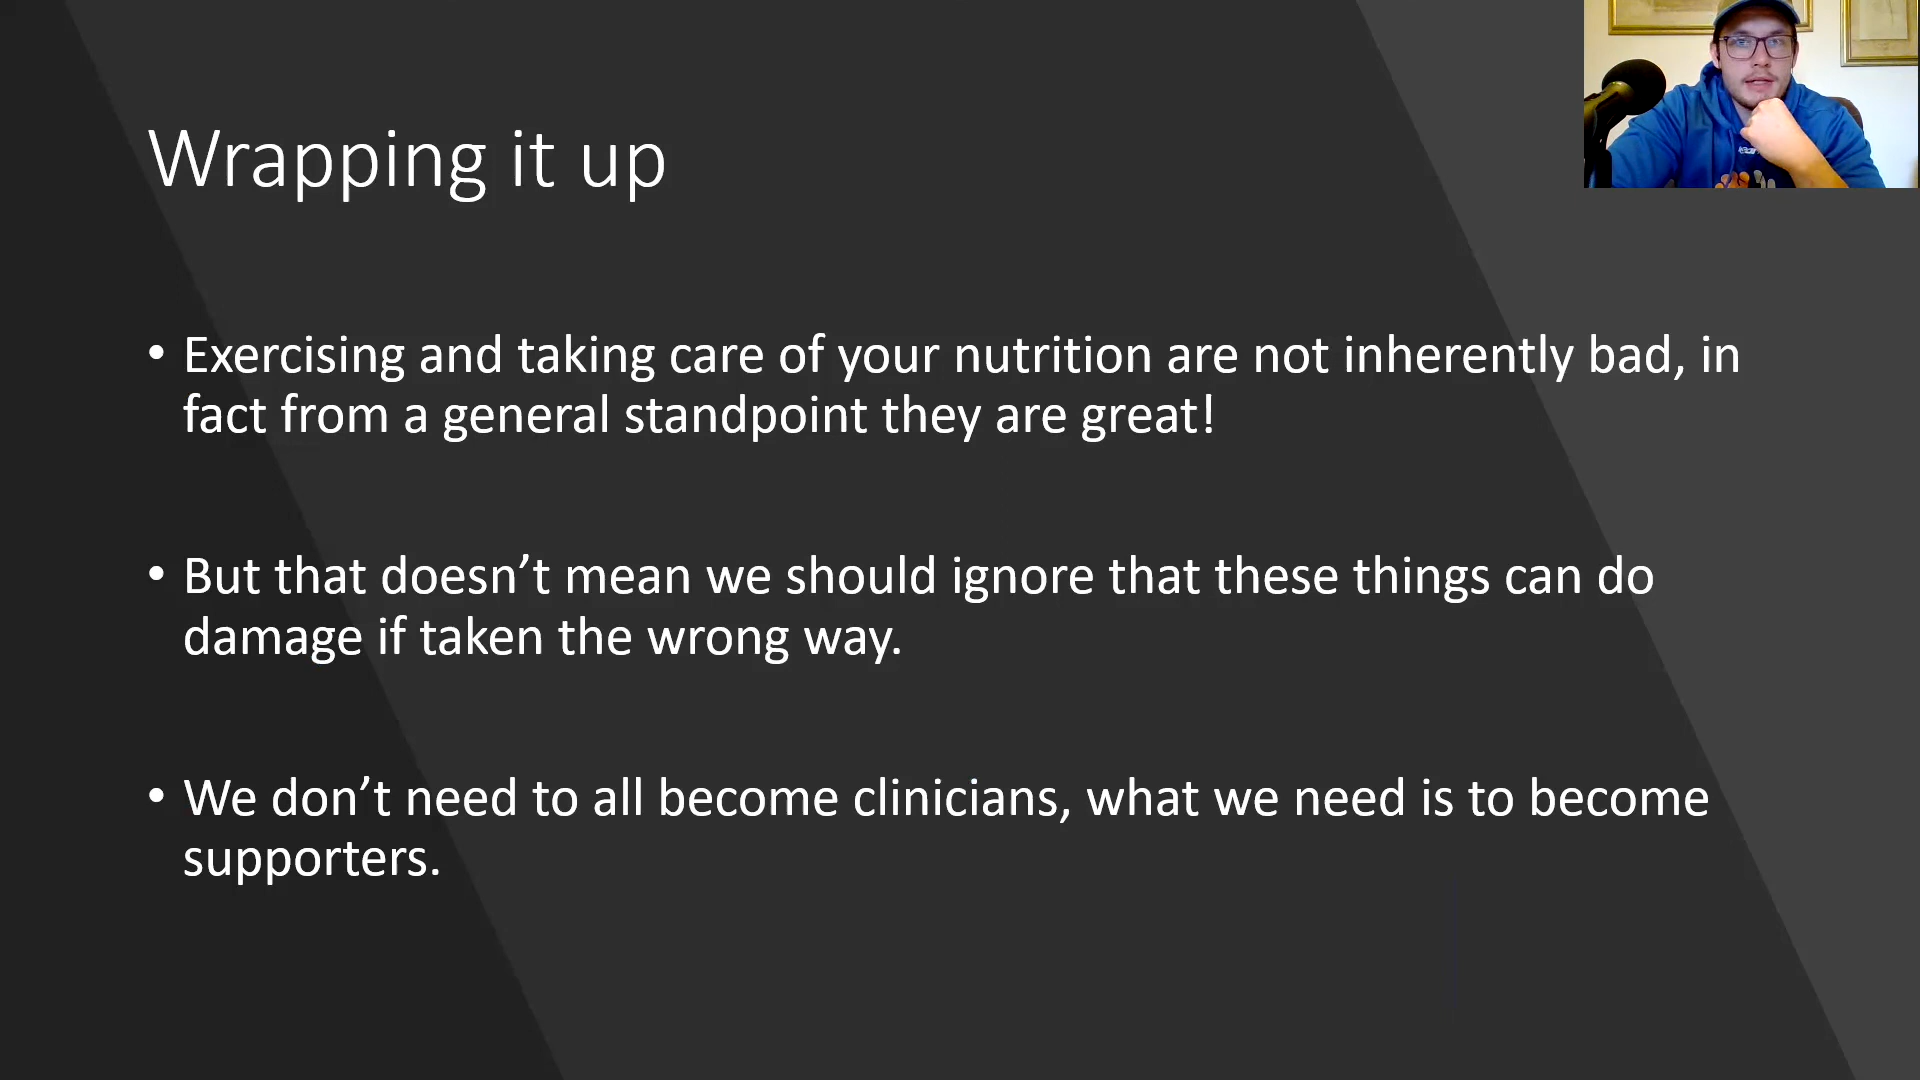 Wrapping it up
• Exercising and taking care of your nutrition are not inherently bad, in
fact from a general standpoint they are great!
• But that doesn’t mean we should ignore that these things can do
damage if taken the wrong way.
• We don’t need to all become clinicians, what we need is to become
supporters.